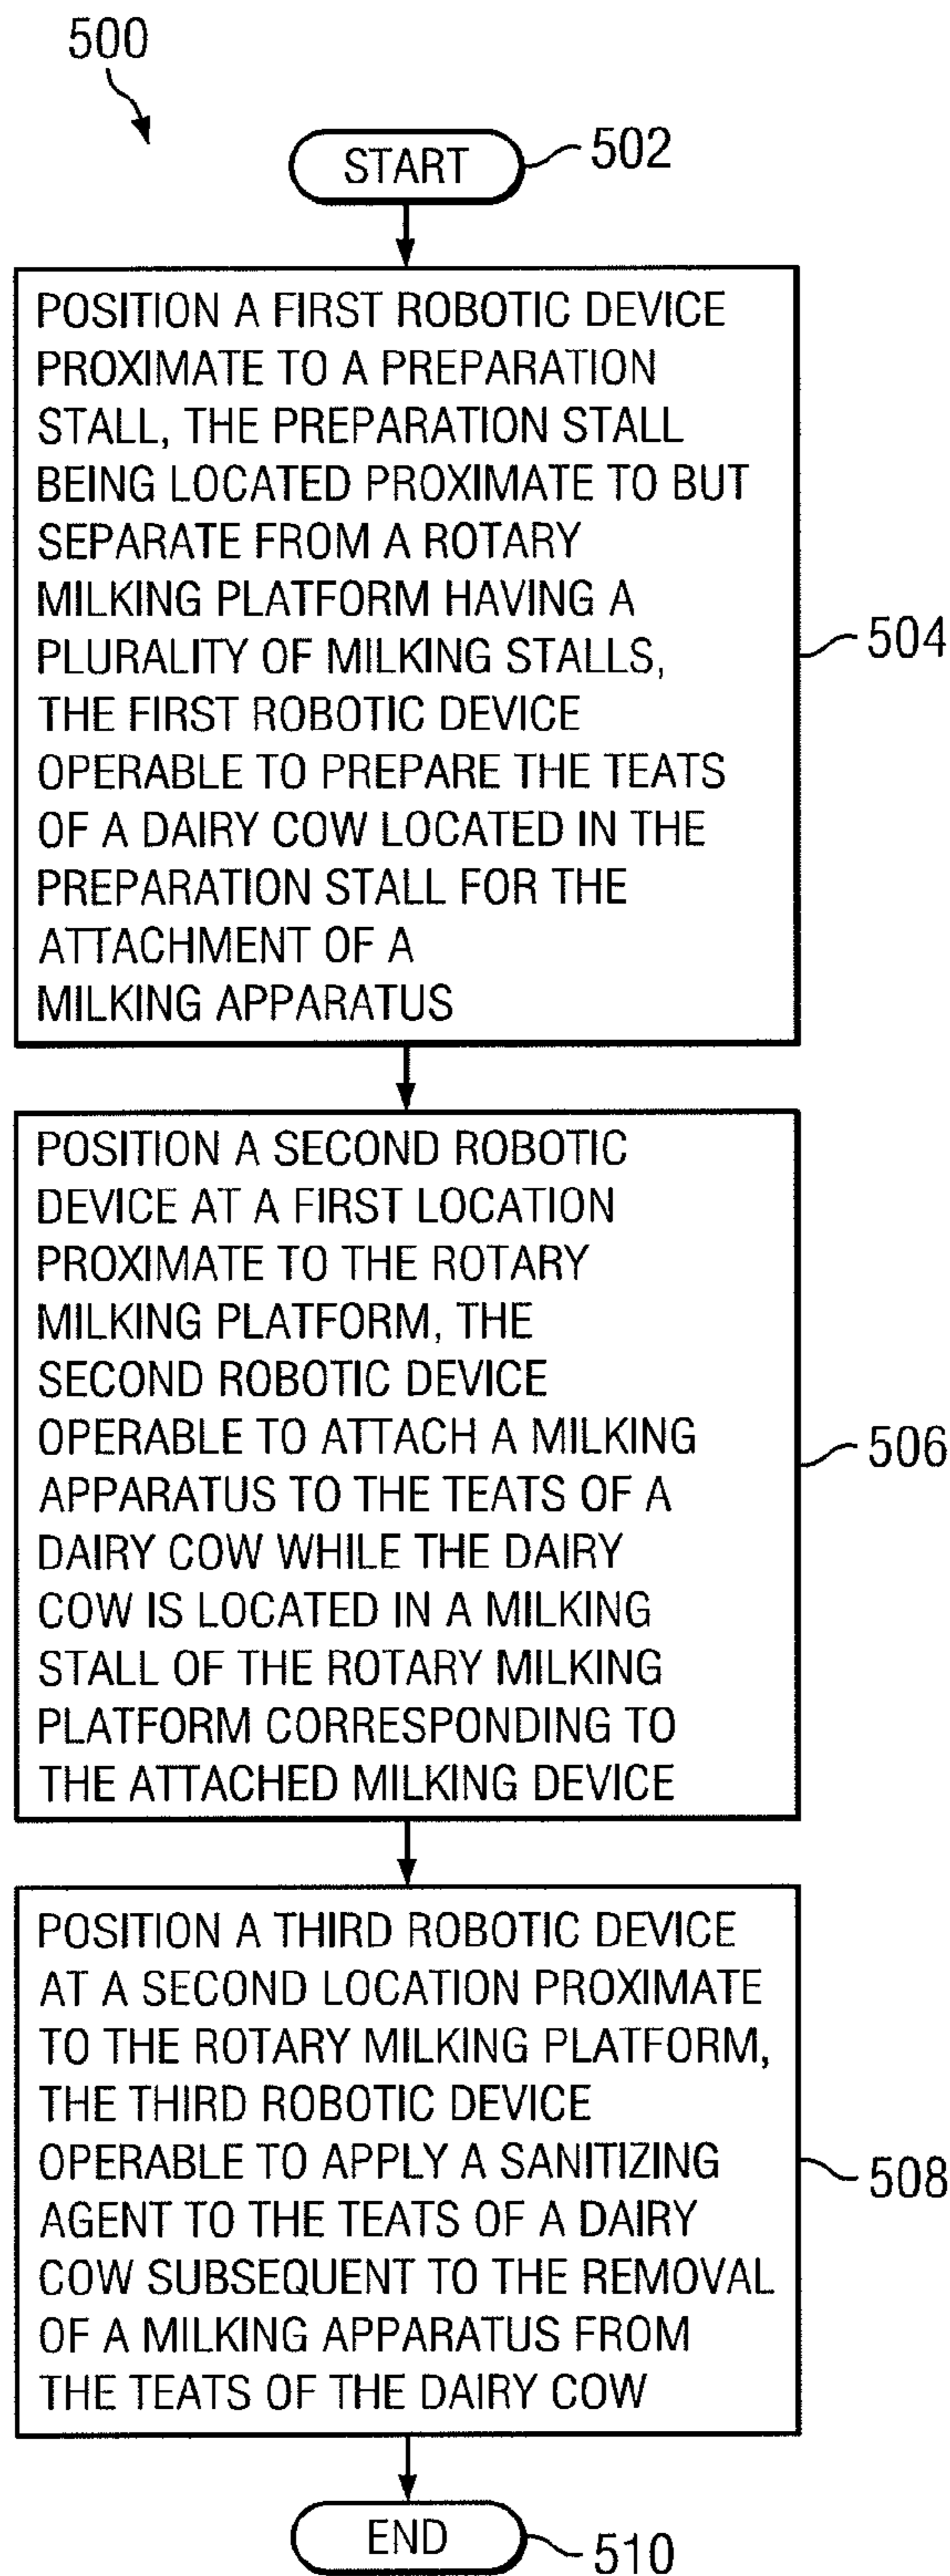 500
START
502
POSITION A FIRST ROBOTIC DEVICE
PROXIMATE TO A PREPARATION
STALL, THE PREPARATION STALL
BEING LOCATED PROXIMATE TO BUT
SEPARATE FROM A ROTARY
MILKING PLATFORM HAVING A
PLURALITY OF MILKING STALLS,
THE FIRST ROBOTIC DEVICE
OPERABLE TO PREPARE THE TEATS
OF A DAIRY COW LOCATED IN THE
PREPARATION STALL FOR THE
ATTACHMENT OF A
MILKING APPARATUS
504
POSITION A SECOND ROBOTIC
DEVICE AT A FIRST LOCATION
PROXIMATE TO THE ROTARY
MILKING PLATFORM, THE
SECOND ROBOTIC DEVICE
OPERABLE TO ATTACH A MILKING
APPARATUS TO THE TEATS OF A
DAIRY COW WHILE THE DAIRY
COW IS LOCATED IN A MILKING
STALL OF THE ROTARY MILKING
PLATFORM CORRESPONDING TO
THE ATTACHED MILKING DEVICE
506
POSITION A THIRD ROBOTIC DEVICE
AT A SECOND LOCATION PROXIMATE
TO THE ROTARY MILKING PLATFORM,
THE THIRD ROBOTIC DEVICE
OPERABLE TO APPLY A SANITIZING
AGENT TO THE TEATS OF A DAIRY
COW SUBSEQUENT TO THE REMOVAL
OF A MILKING APPARATUS FROM
THE TEATS OF THE DAIRY COW
508
END
510